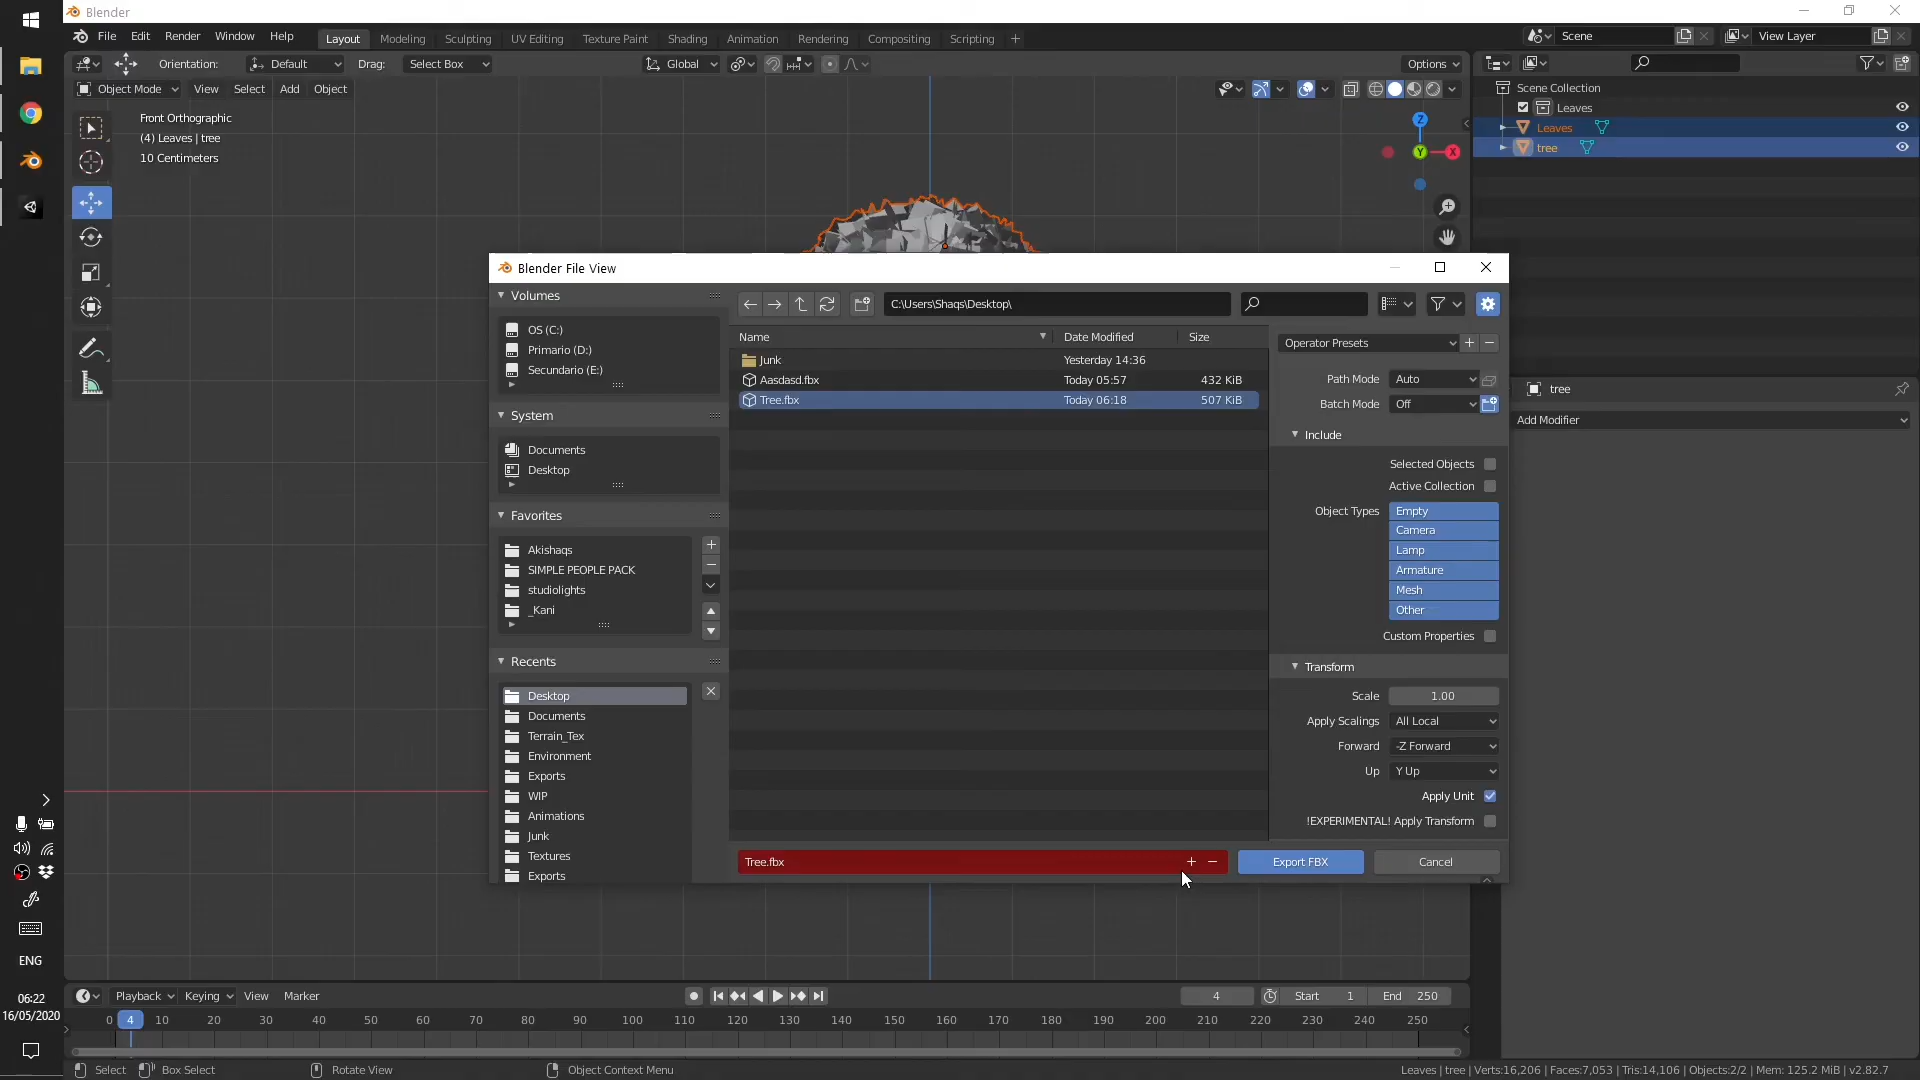 Blender
File Edit Render Window Help
Layout Modeling Sculpting UV Editing Texture Paint Shading Animation Rendering Compositing Scripting
Scene
View Layer
Orientation: Default Drag: Select Box
Global
Options
Object Mode View Select Add Object
Front Orthographic
(4) Leaves | tree
10 Centimeters
Z
Y
X
Scene Collection
Leaves
Leaves
tree
tree
Add Modifier
Blender File View
Volumes
OS (C:)
Primario (D:)
Secundario (E:)
System
Documents
Desktop
Favorites
Akishaqs
SIMPLE PEOPLE PACK
studiolights
_Kani
Recents
Desktop
Documents
Terrain_Tex
Environment
Exports
WIP
Animations
Junk
Textures
Exports
C:\Users\Shaqs\Desktop\
Name Date Modified Size
Junk Yesterday 14:36
Aasdasd.fbx Today 05:57 432 KiB
Tree.fbx Today 06:18 507 KiB
Operator Presets
Path Mode Auto
Batch Mode Off
Include
Selected Objects
Active Collection
Object Types Empty
Camera
Lamp
Armature
Mesh
Other
Custom Properties
Transform
Scale 1.00
Apply Scalings All Local
Forward -Z Forward
Up Y Up
Apply Unit
!EXPERIMENTAL! Apply Transform
Tree.fbx
Export FBX
Cancel
ENG
06:22
16/05/2020
Playback Keying View Marker
4
Start 1 End 250
0 4 10 20 30 40 50 60 70 80 90 100 110 120 130 140 150 160 170 180 190 200 210 220 230 240 250
Select Box Select Rotate View Object Context Menu
Leaves | tree | Verts:16,206 | Faces:7,053 | Tris:14,106 | Objects:2/2 | Mem: 125.2 MiB | v2.82.7